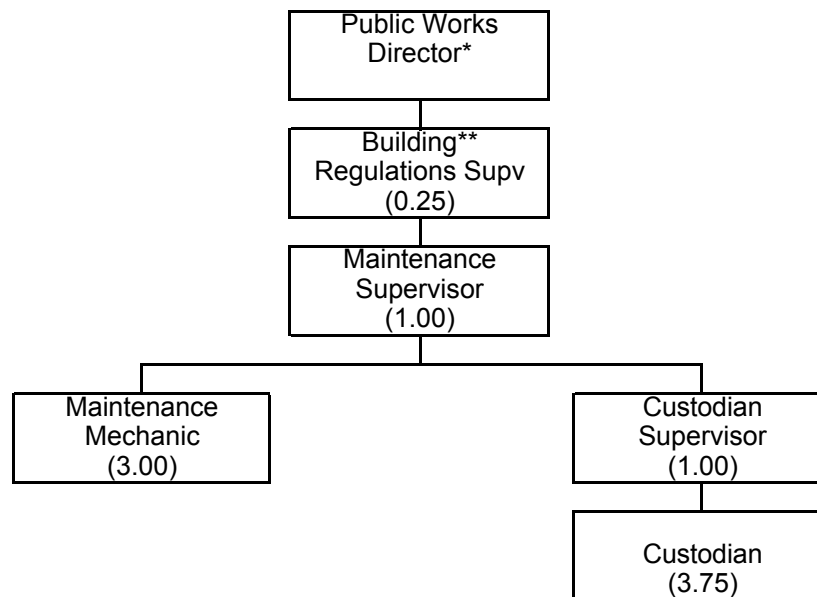 Public Works
Director*
Building**
Regulations Supv
(0.25)
Maintenance
Supervisor
(1.00)
Maintenance
Mechanic
(3.00)
Custodian
Supervisor
(1.00)
Custodian
(3.75)